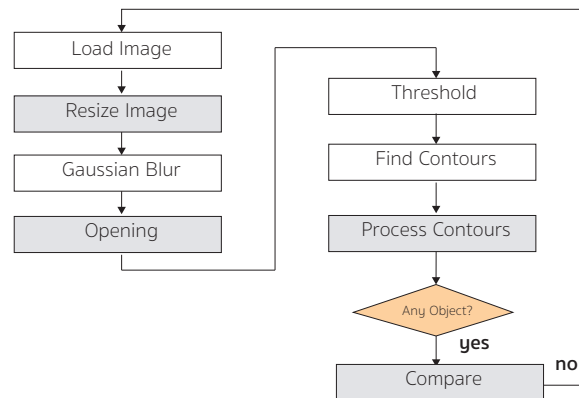 Load Image
Resize Image
Gaussian Blur
Opening
Threshold
Find Contours
Process Contours
Any Object?
yes
no
Compare